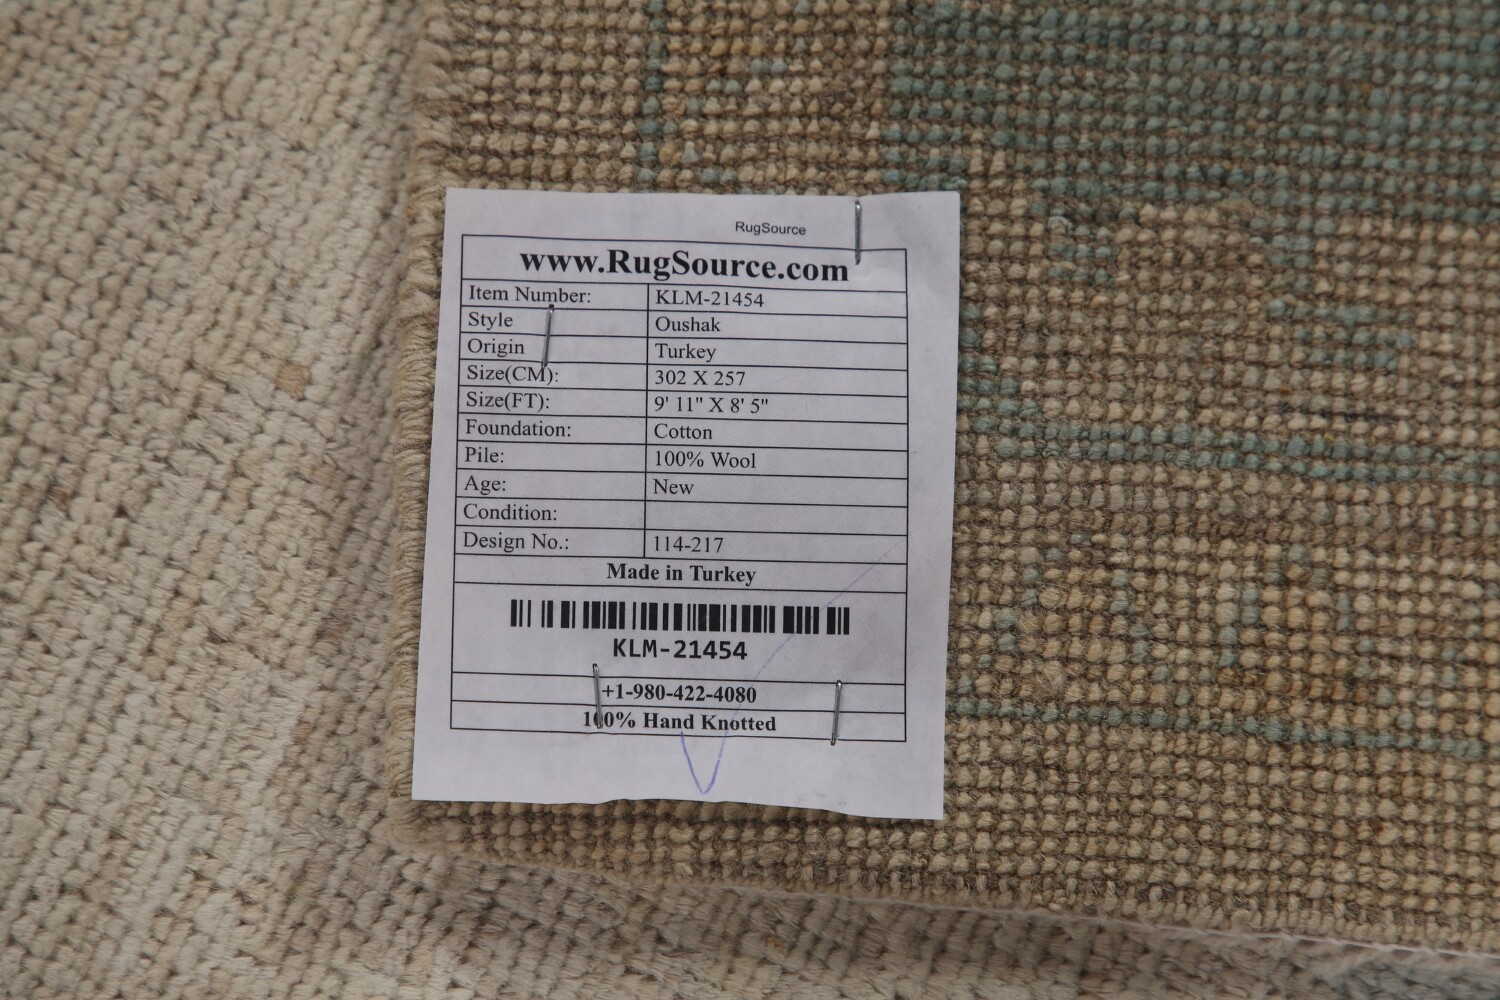 RugSource
www.RugSource.com
Item Number: KLM-21454
Style Oushak
Origin Turkey
Size(CM): 302 X 257
Size(FT): 9' 11" X 8' 5"
Foundation: Cotton
Pile: 100% Wool
Age: New
Condition:
Design No.: 114-217
Made in Turkey
KLM-21454
+1-980-422-4080
100% Hand Knotted